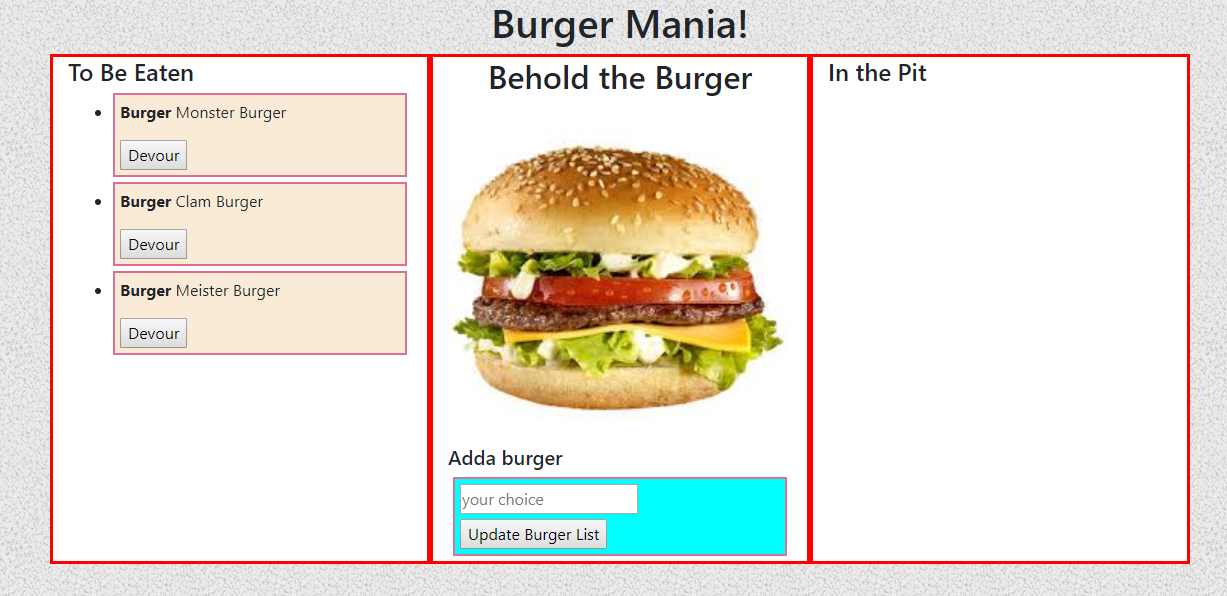 Burger Mania!
To Be Eaten
Burger Monster Burger
Devour
Burger Clam Burger
Devour
Burger Meister Burger
Devour
Behold the Burger
Adda burger
your choice
Update Burger List
In the Pit